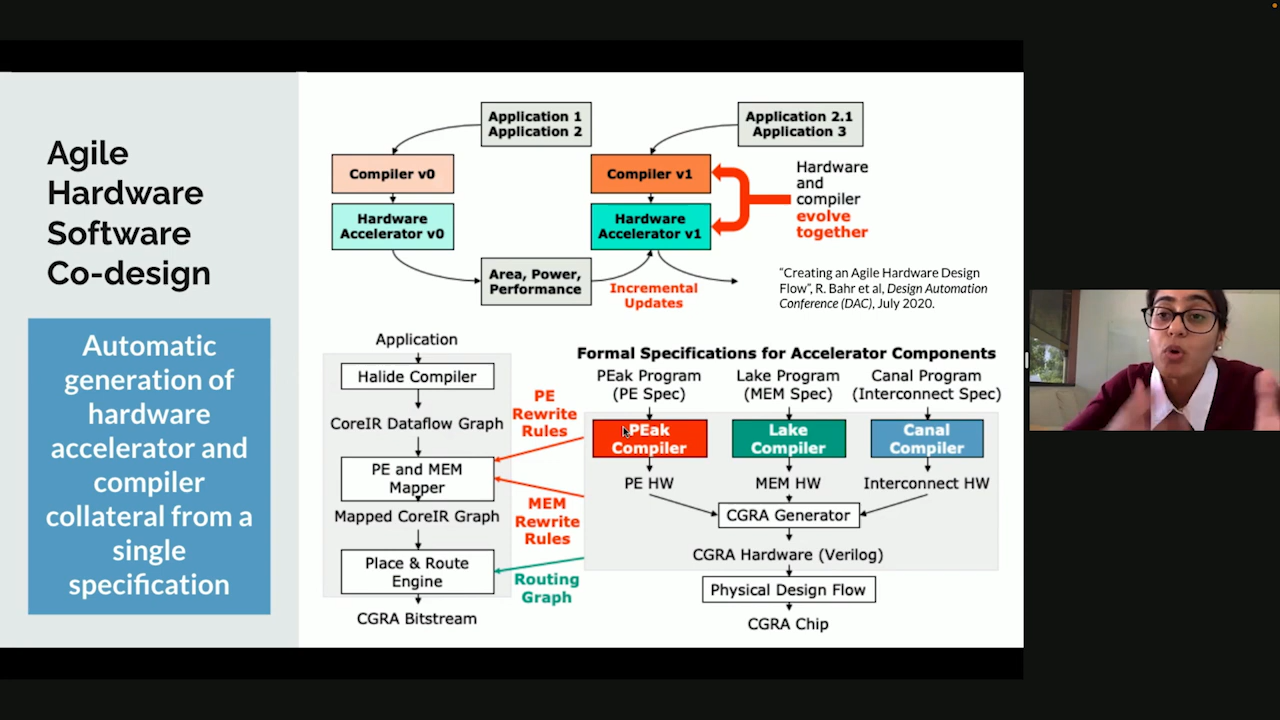 Agile
Hardware
Software
Co-design
Automatic
generation of
hardware
accelerator and
compiler
collateral from a
single
specification
Application 1
Application 2
Compiler v0
Hardware
Accelerator v0
Area, Power,
Performance
Application 2.1
Application 3
Compiler v1
Hardware
Accelerator v1
Incremental
Updates
Hardware
and
compiler
evolve
together
"Creating an Agile Hardware Design
Flow", R. Bahr et al, Design Automation
Conference (DAC), July 2020.
Application
Halide Compiler
CoreIR Dataflow Graph
PE and MEM
Mapper
Mapped CoreIR Graph
Place & Route
Engine
CGRA Bitstream
PE
Rewrite
Rules
MEM
Rewrite
Rules
Routing
Graph
Formal Specifications for Accelerator Components
PEak Program
(PE Spec)
PEak
Compiler
PE HW
Lake Program
(MEM Spec)
Lake
Compiler
MEM HW
Canal Program
(Interconnect Spec)
Canal
Compiler
Interconnect HW
CGRA Generator
CGRA Hardware (Verilog)
Physical Design Flow
CGRA Chip